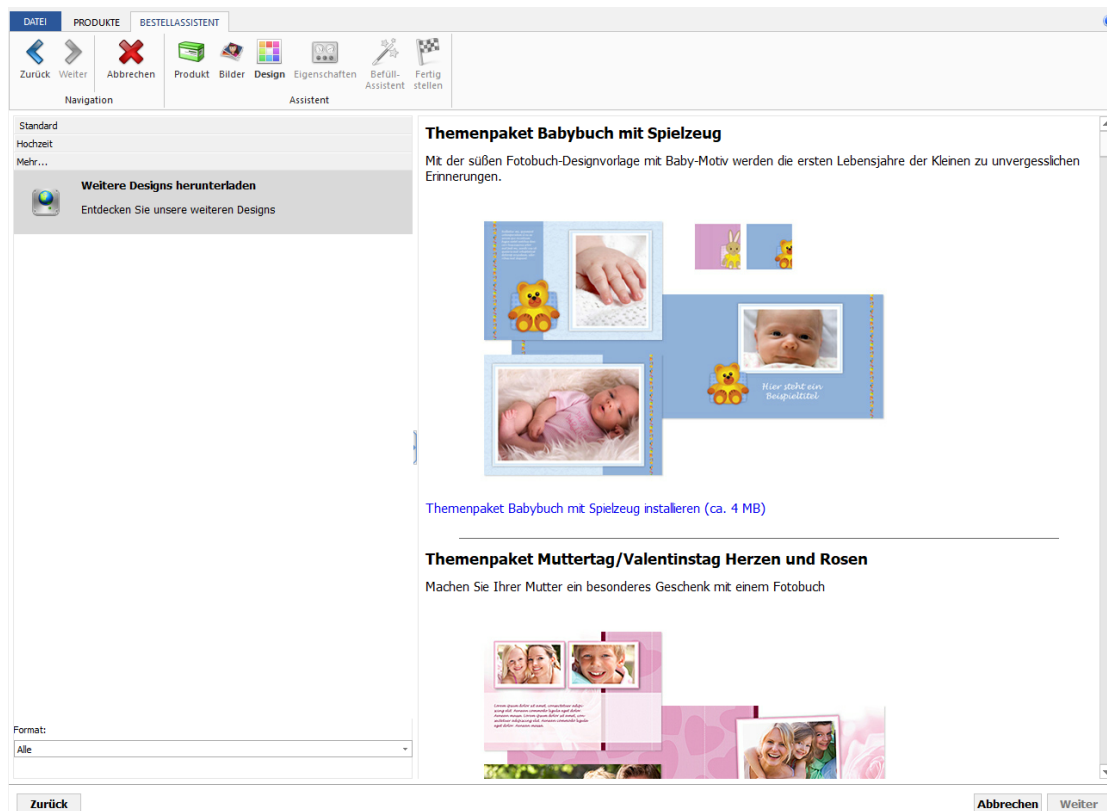 DATEI PRODUKTE BESTELLASSISTENT
Zurück Weiter Abbrechen Produkt Bilder Design Eigenschaften Befüll-Assistent Fertig stellen
Navigation Assistent
Standard
Hochzeit
Mehr...
Weitere Designs herunterladen
Entdecken Sie unsere weiteren Designs
Format:
Alle
Themenpaket Babybuch mit Spielzeug
Mit der süßen Fotobuch-Designvorlage mit Baby-Motiv werden die ersten Lebensjahre der Kleinen zu unvergesslichen
Erinnerungen.
Hier steht ein
Beispieltitel
Themenpaket Babybuch mit Spielzeug installieren (ca. 4 MB)
Themenpaket Muttertag/Valentinstag Herzen und Rosen
Machen Sie Ihrer Mutter ein besonderes Geschenk mit einem Fotobuch
Zurück Abbrechen Weiter